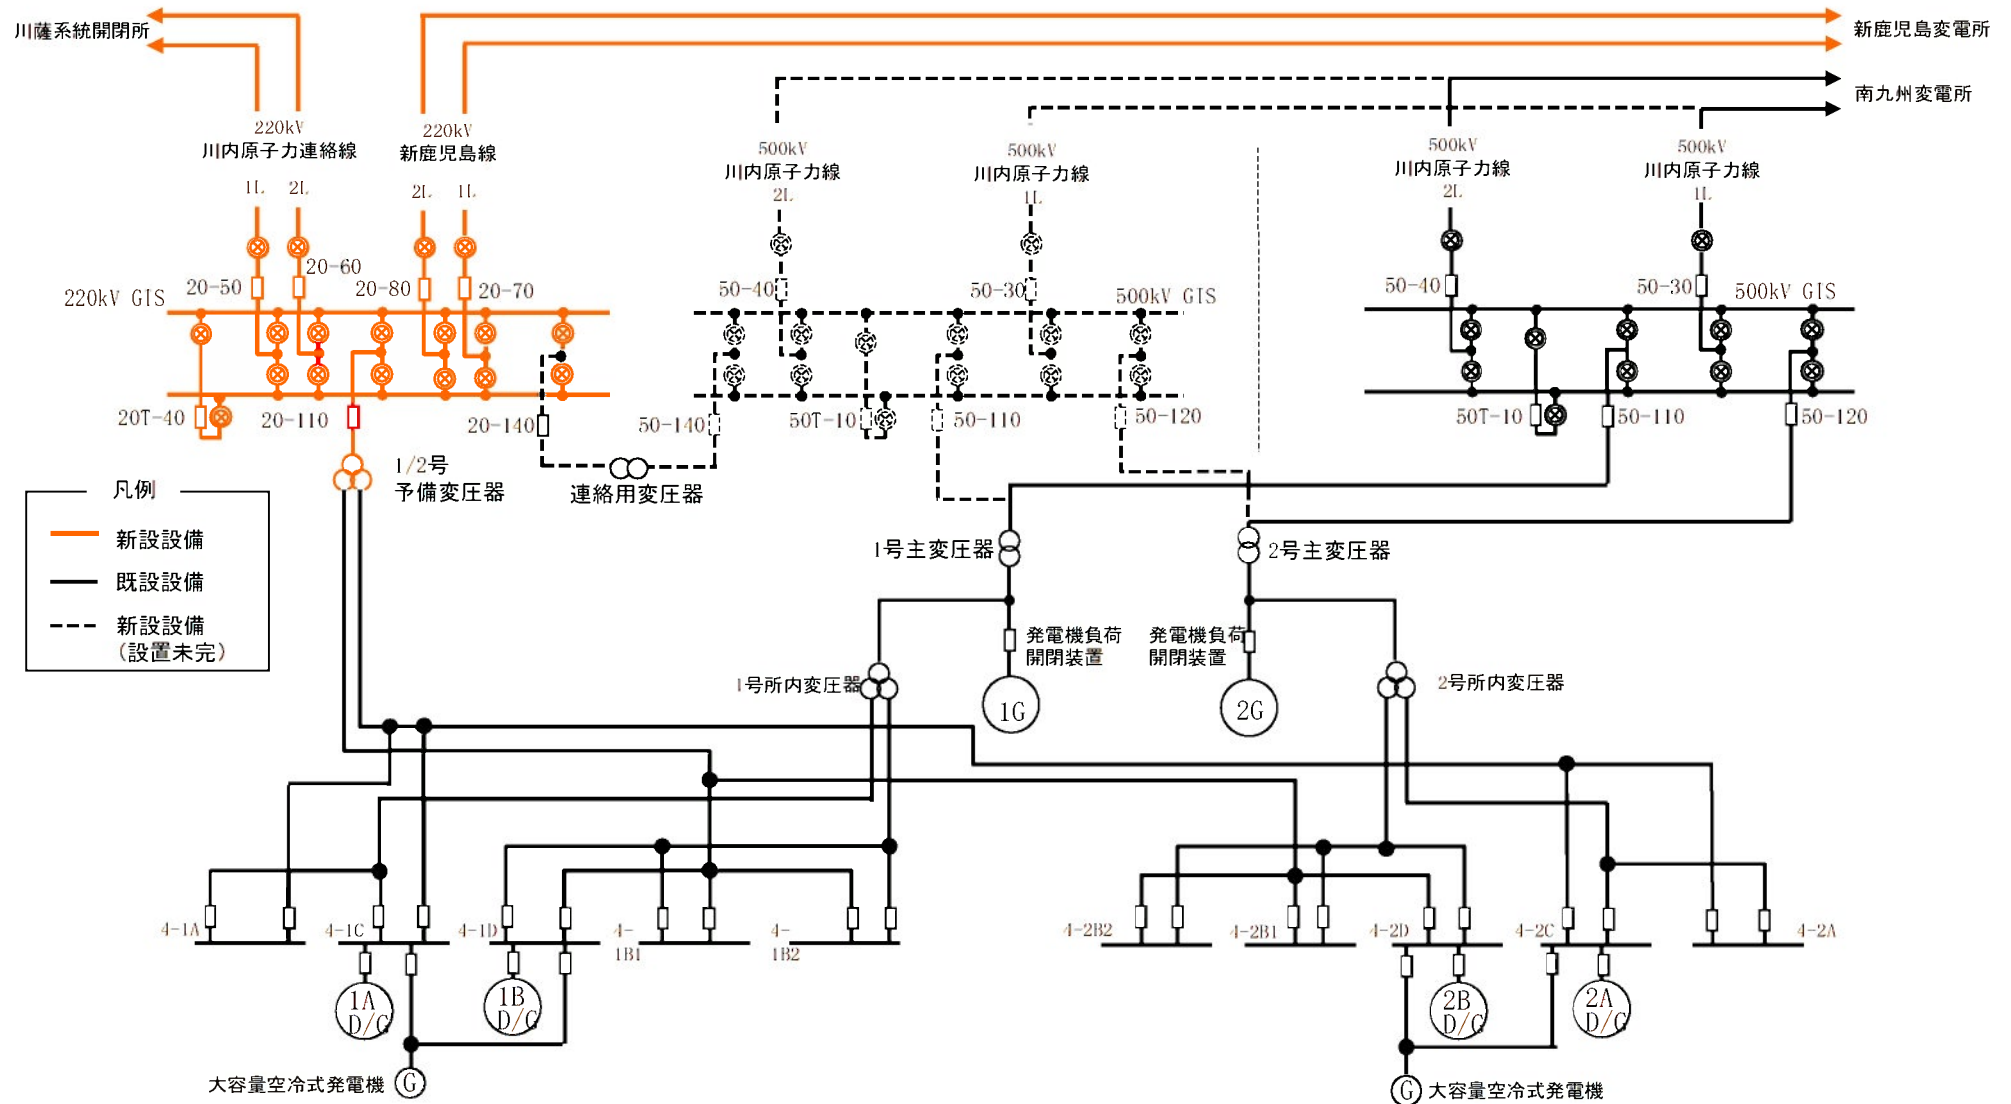 川薩系統開閉所
新鹿児島変電所
南九州変電所
220kV
川内原子力連絡線
1L 2L
220kV
新鹿児島線
2L 1L
500kV
川内原子力線
2L
500kV
川内原子力線
1L
500kV
川内原子力線
2L
500kV
川内原子力線
1L
220kV GIS
20-50
20-60
20-80
20-70
50-40
50-30
500kV GIS
50-40
50-30
500kV GIS
20T-40
20-110
20-140
50-140
50T-10
50-110
50-120
50T-10
50-110
50-120
1/2号
予備変圧器
連絡用変圧器
凡例
新設設備
既設設備
新設設備
(設置未完)
1号主変圧器
2号主変圧器
発電機負荷
開閉装置
発電機負荷
開閉装置
1号所内変圧器
1G
2G
2号所内変圧器
4-1A
4-1C
4-1D
4-
1B1
4-
1B2
4-2B2
4-2B1
4-2D
4-2C
4-2A
1A
D/G
1B
D/G
2B
D/G
2A
D/G
大容量空冷式発電機
G
G
大容量空冷式発電機